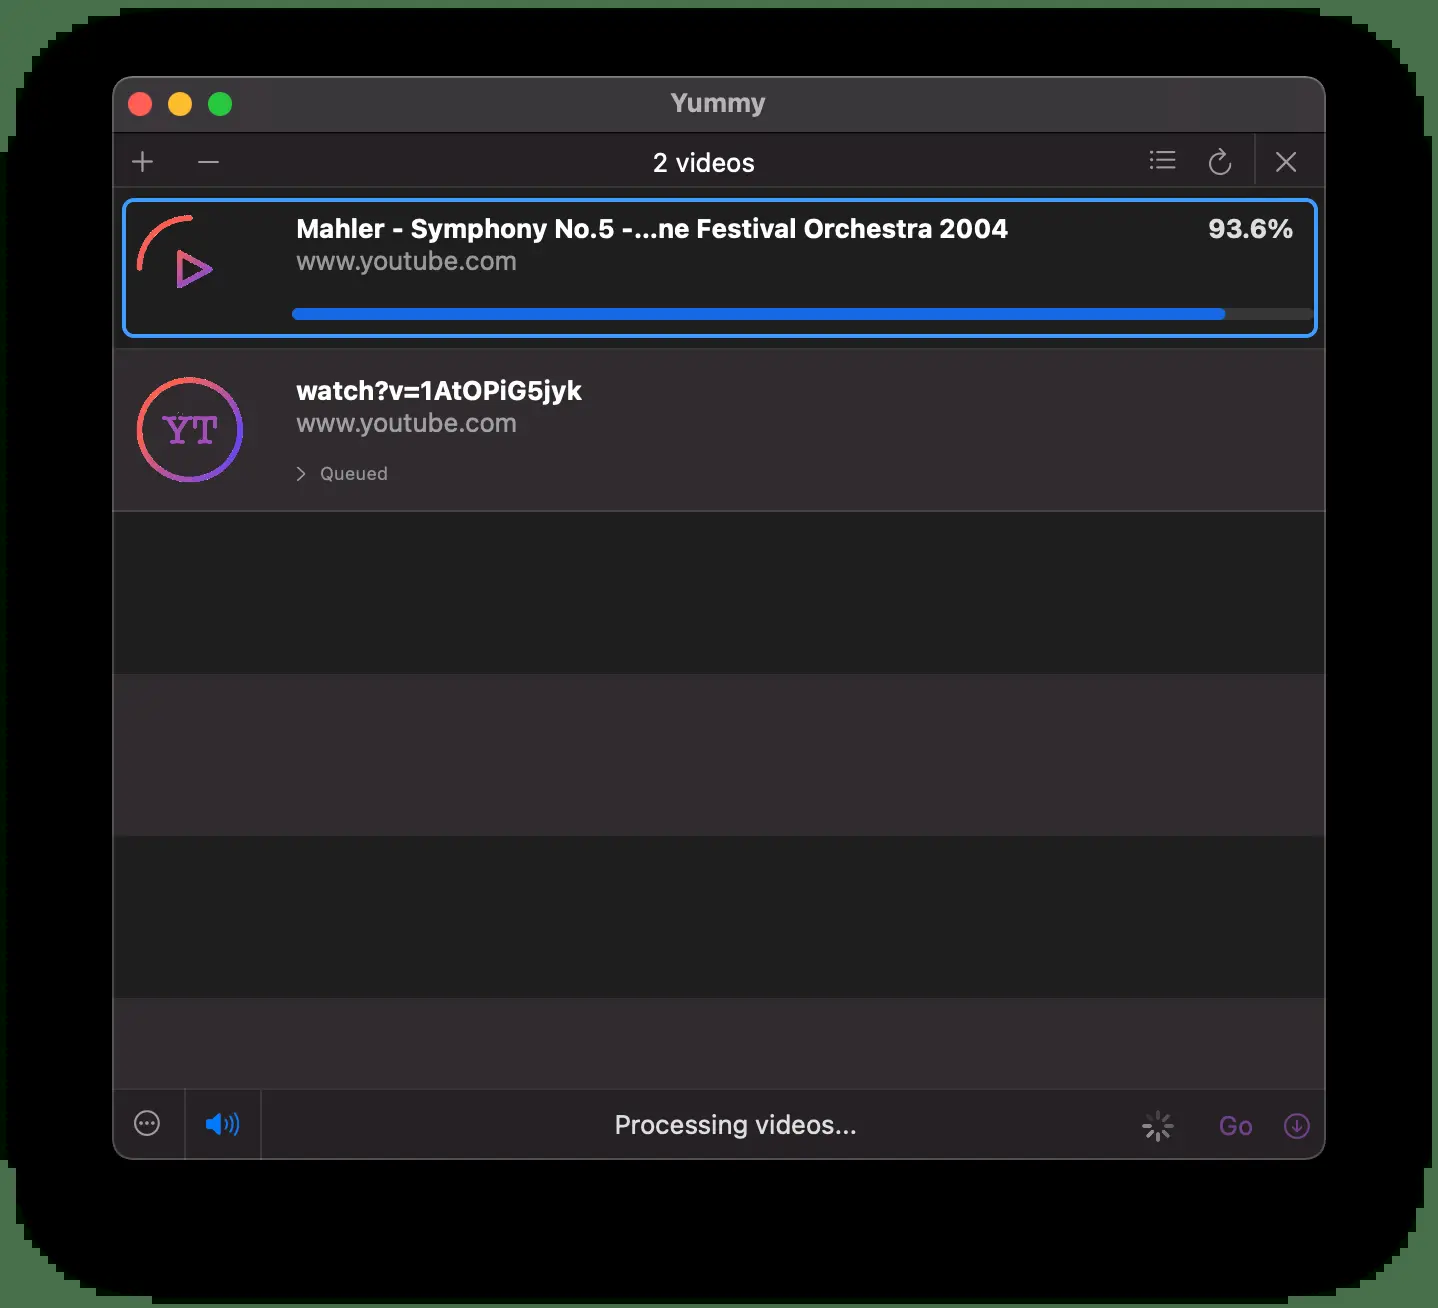 Yummy
2 videos
Mahler - Symphony No.5 -...ne Festival Orchestra 2004
93.6%
www.youtube.com
watch?v=1AtOPiG5jyk
www.youtube.com
YT
Queued
Processing videos...
Go